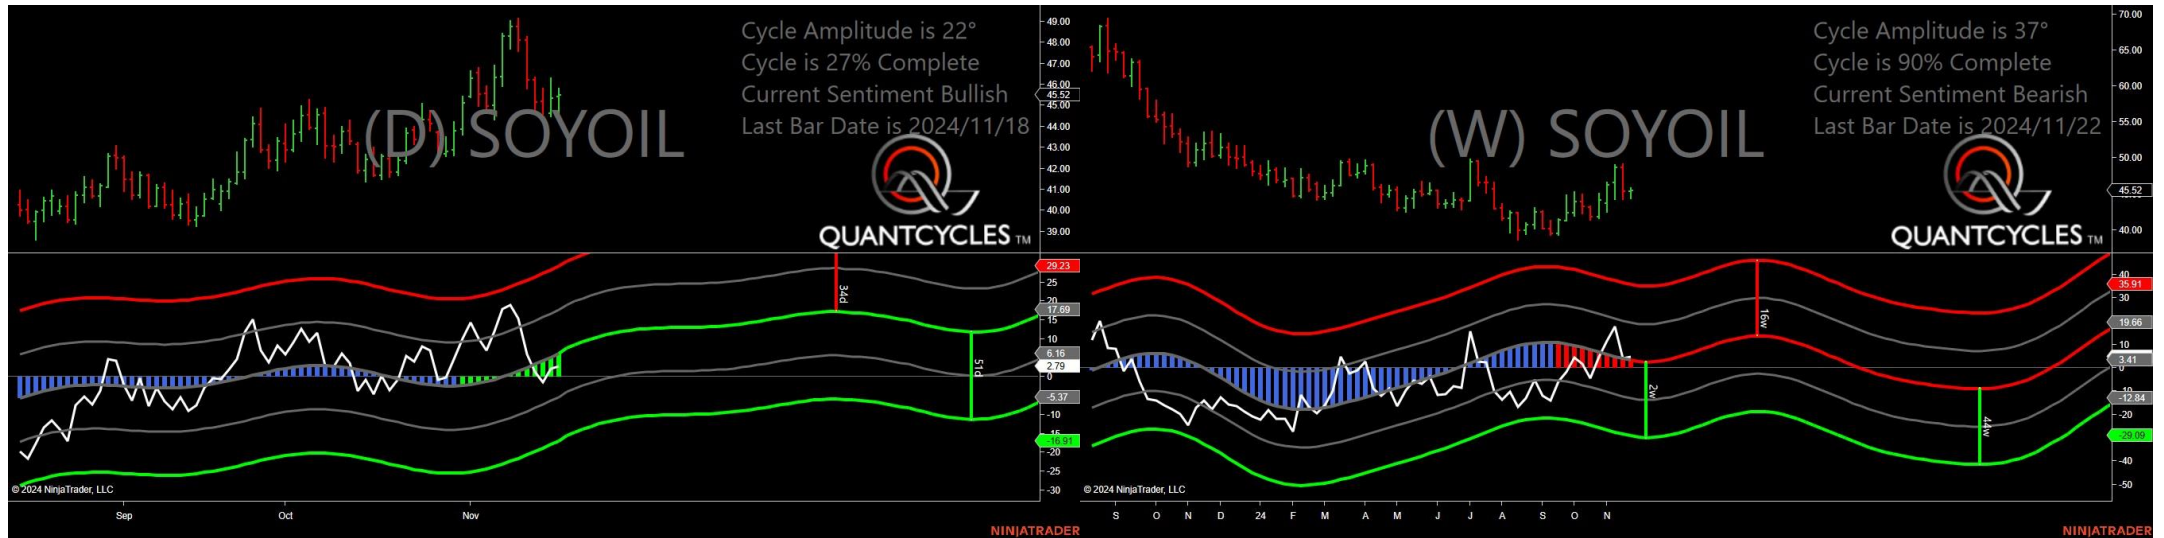 Cycle Amplitude is 22°
Cycle is 27% Complete
Current Sentiment Bullish
Last Bar Date is 2024/11/18
(D) SOYOIL
QUANTCYCLES TM
49.00
48.00
47.00
46.00
45.52
45.00
44.00
43.00
42.00
41.00
40.00
39.00
29.23
25
20
17.69
15
10
6.16
2.79
0
-5.37
-10
-15
-16.91
-20
-25
-30
34d
51d
© 2024 NinjaTrader, LLC
Sep
Oct
Nov
NINJATRADER
Cycle Amplitude is 37°
Cycle is 90% Complete
Current Sentiment Bearish
Last Bar Date is 2024/11/22
(W) SOYOIL
QUANTCYCLES TM
70.00
65.00
60.00
55.00
50.00
45.52
40.00
40
35.91
30
19.66
10
3.41
0
-10
-12.84
-20
-29.09
-40
-50
16w
2w
44w
© 2024 NinjaTrader, LLC
S
O
N
D
24
F
M
A
M
J
J
A
S
O
N
NINJATRADER